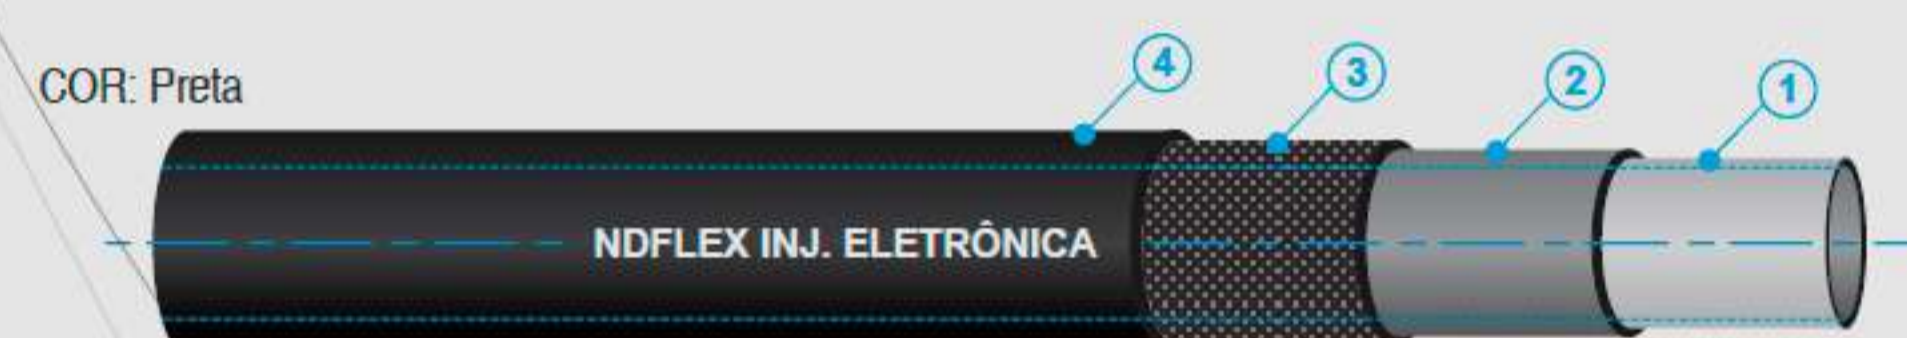 4 3 2 1
COR: Preta
NDFLEX INJ. ELETRÔNICA